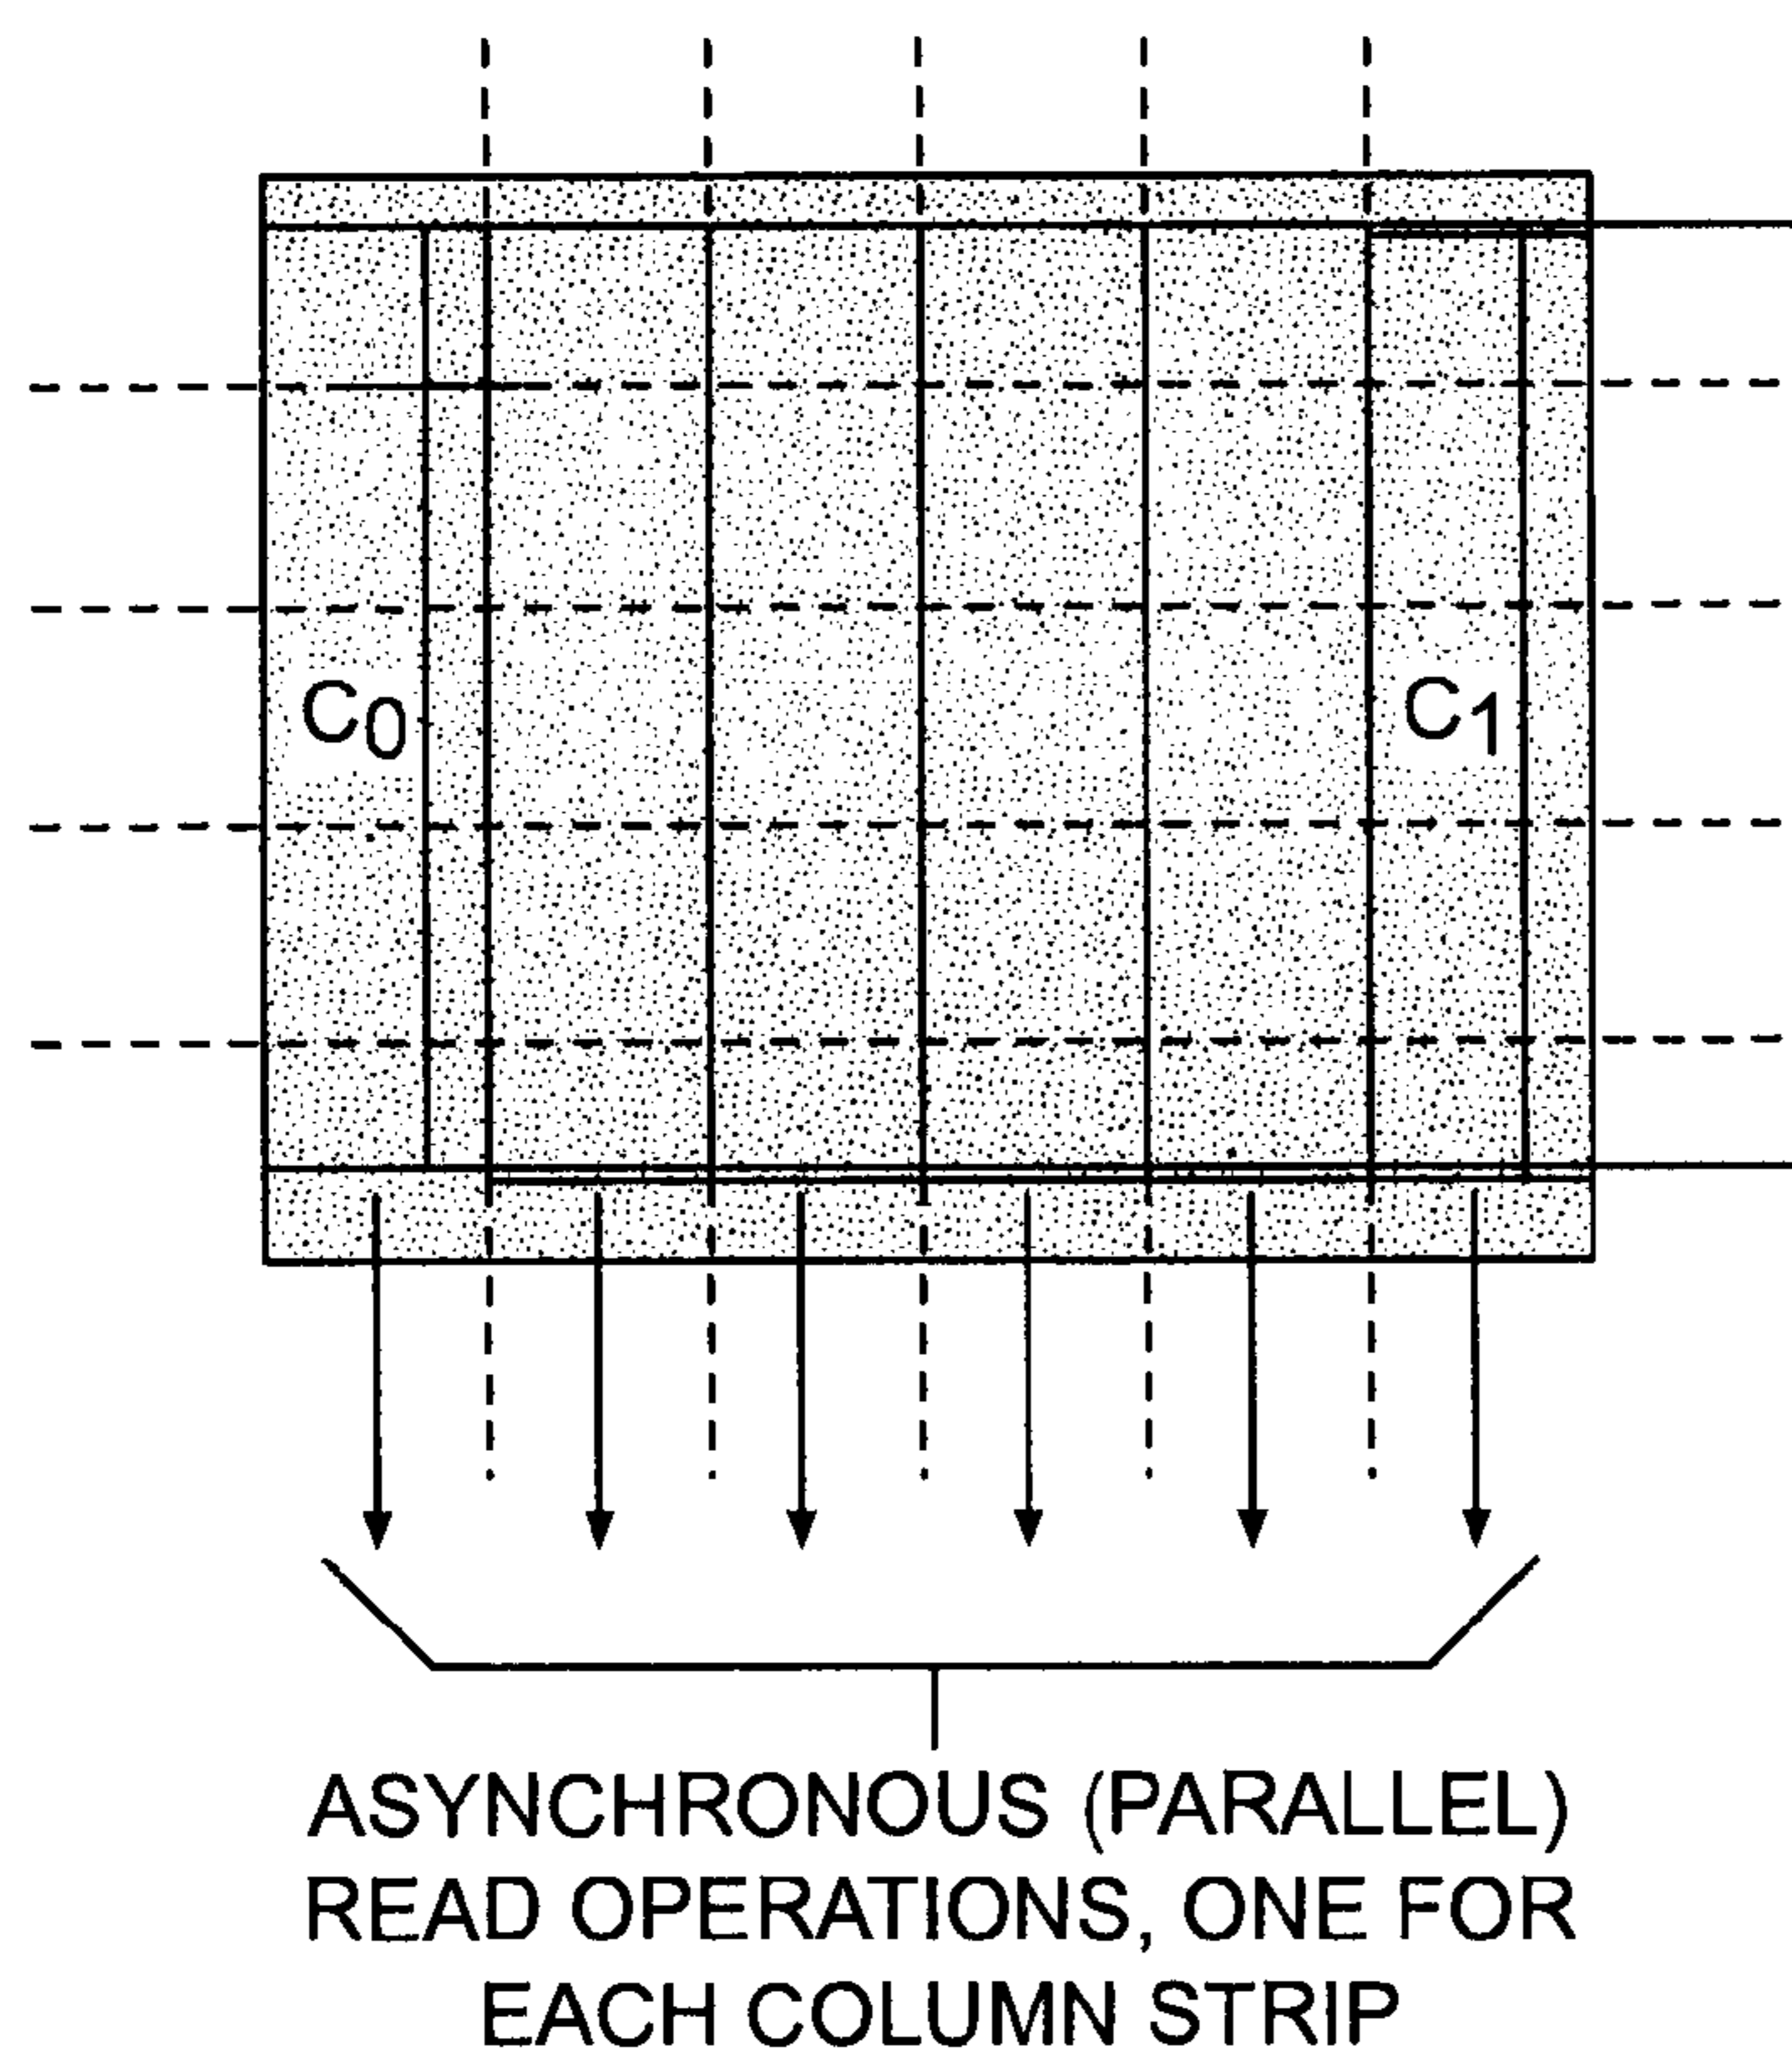 C0
C1
ASYNCHRONOUS (PARALLEL)
READ OPERATIONS, ONE FOR
EACH COLUMN STRIP